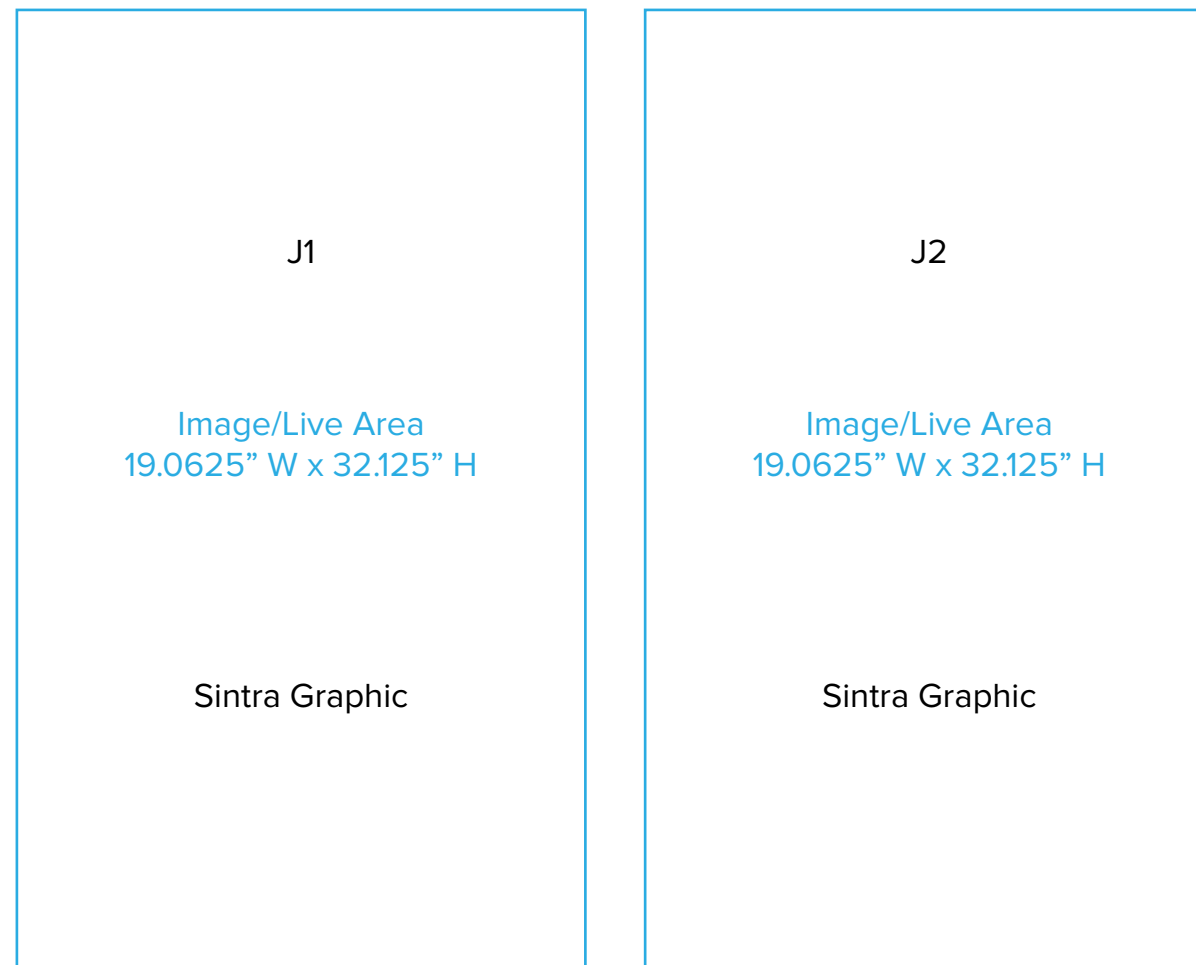 J1
Image/Live Area
19.0625” W x 32.125” H
Sintra Graphic
J2
Image/Live Area
19.0625” W x 32.125” H
Sintra Graphic